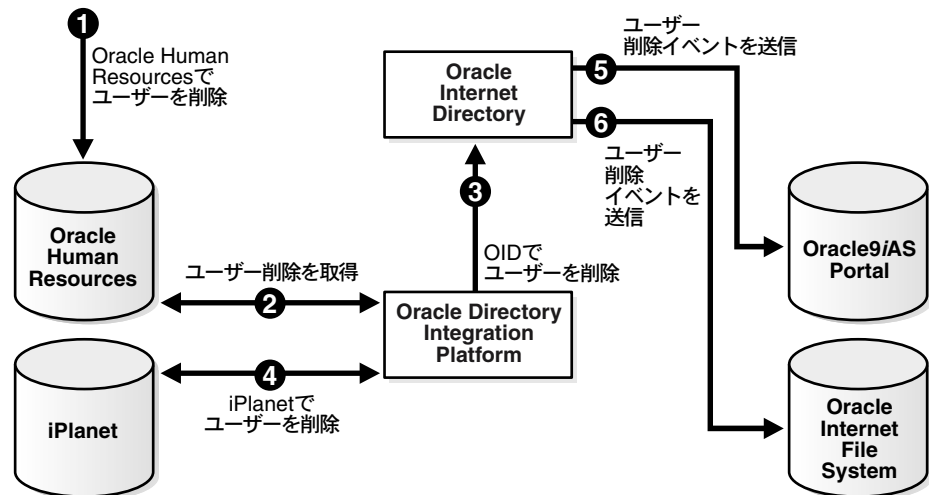 1
Oracle Human
Resourcesで
ユーザーを削除
Oracle
Human
Resources
ユーザー削除を取得
2
iPlanet
4
iPlanetで
ユーザーを削除
Oracle Directory
Integration
Platform
3
OIDで
ユーザーを削除
Oracle
Internet
Directory
ユーザー
削除イベントを送信
5
6
ユーザー
削除
イベントを
送信
Oracle9iAS
Portal
Oracle
Internet
File
System